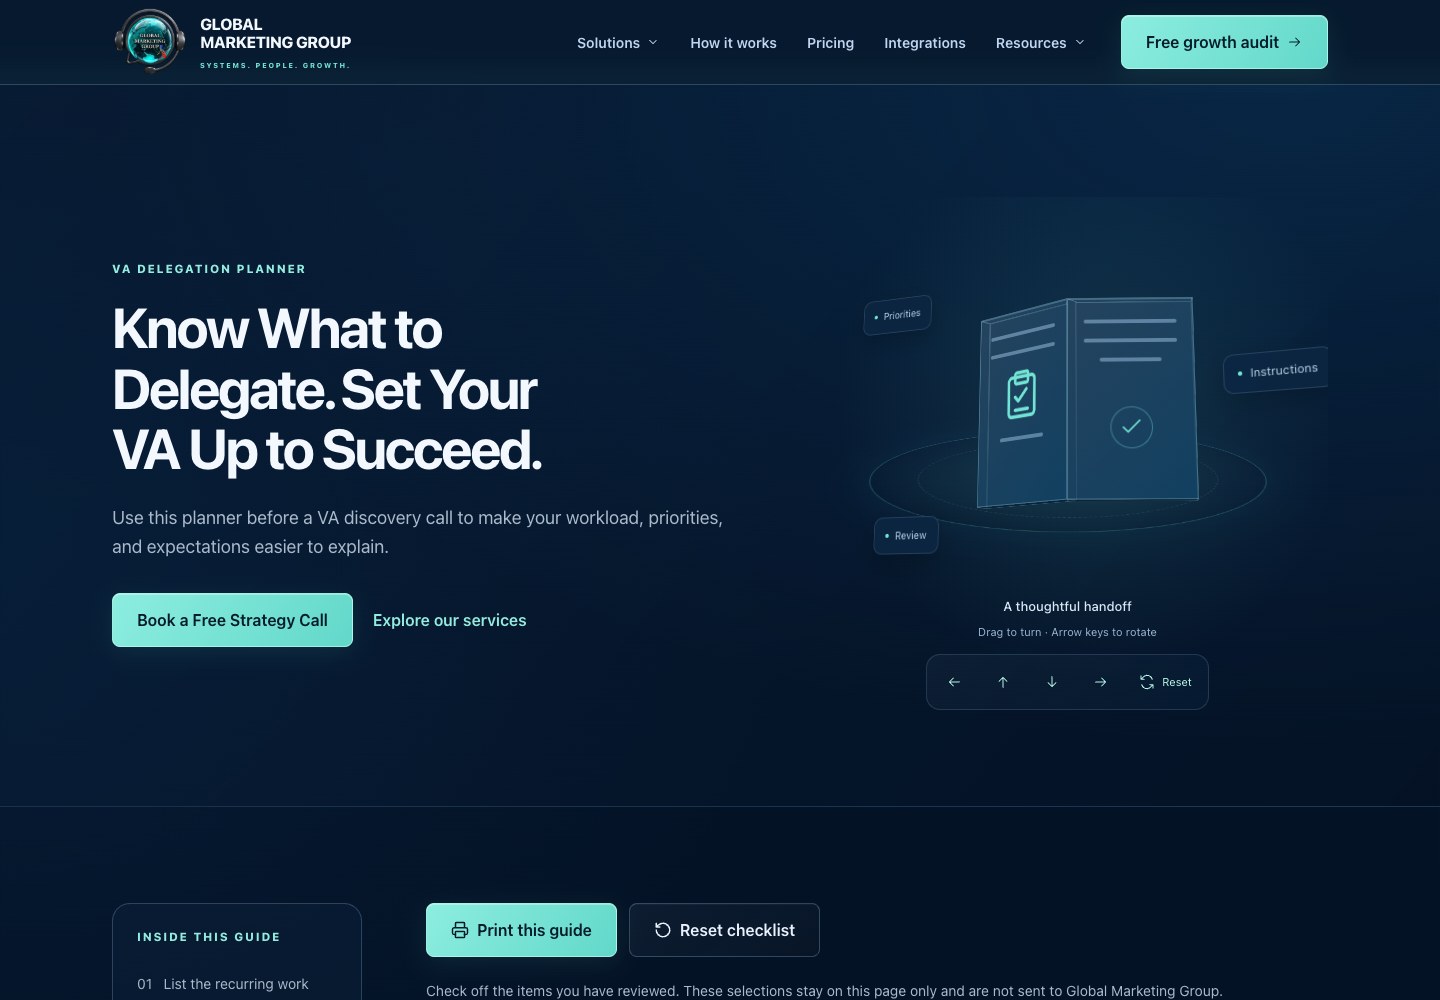 GLOBAL
MARKETING GROUP
GLOBAL
MARKETING GROUP
SYSTEMS. PEOPLE. GROWTH.
Solutions
How it works
Pricing
Integrations
Resources
Free growth audit
VA DELEGATION PLANNER
Know What to
Delegate. Set Your
VA Up to Succeed.
Use this planner before a VA discovery call to make your workload, priorities,
and expectations easier to explain.
Book a Free Strategy Call
Explore our services
Priorities
Instructions
Review
A thoughtful handoff
Drag to turn · Arrow keys to rotate
Reset
INSIDE THIS GUIDE
01 List the recurring work
Print this guide
Reset checklist
Check off the items you have reviewed. These selections stay on this page only and are not sent to Global Marketing Group.